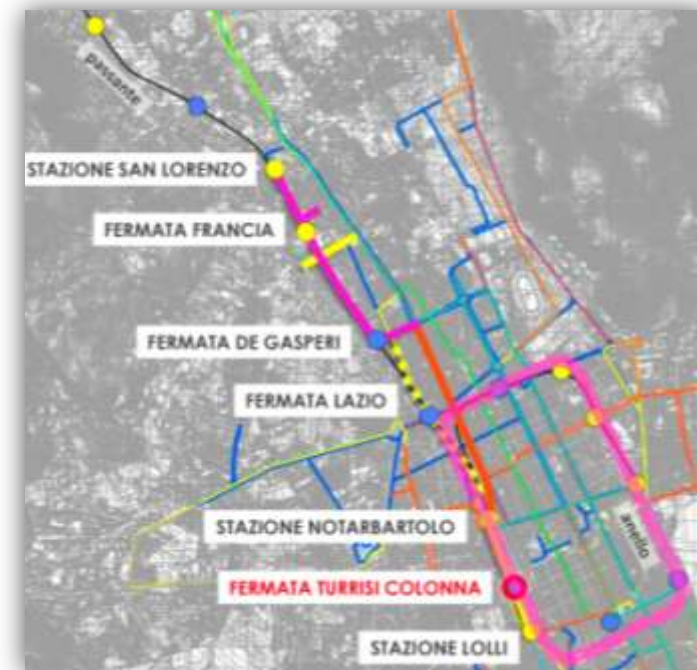 passante
STAZIONE SAN LORENZO
FERMATA FRANCIA
FERMATA DE GASPERI
FERMATA LAZIO
STAZIONE NOTARBARTOLO
anello
FERMATA TURRISI COLONNA
STAZIONE LOLLI